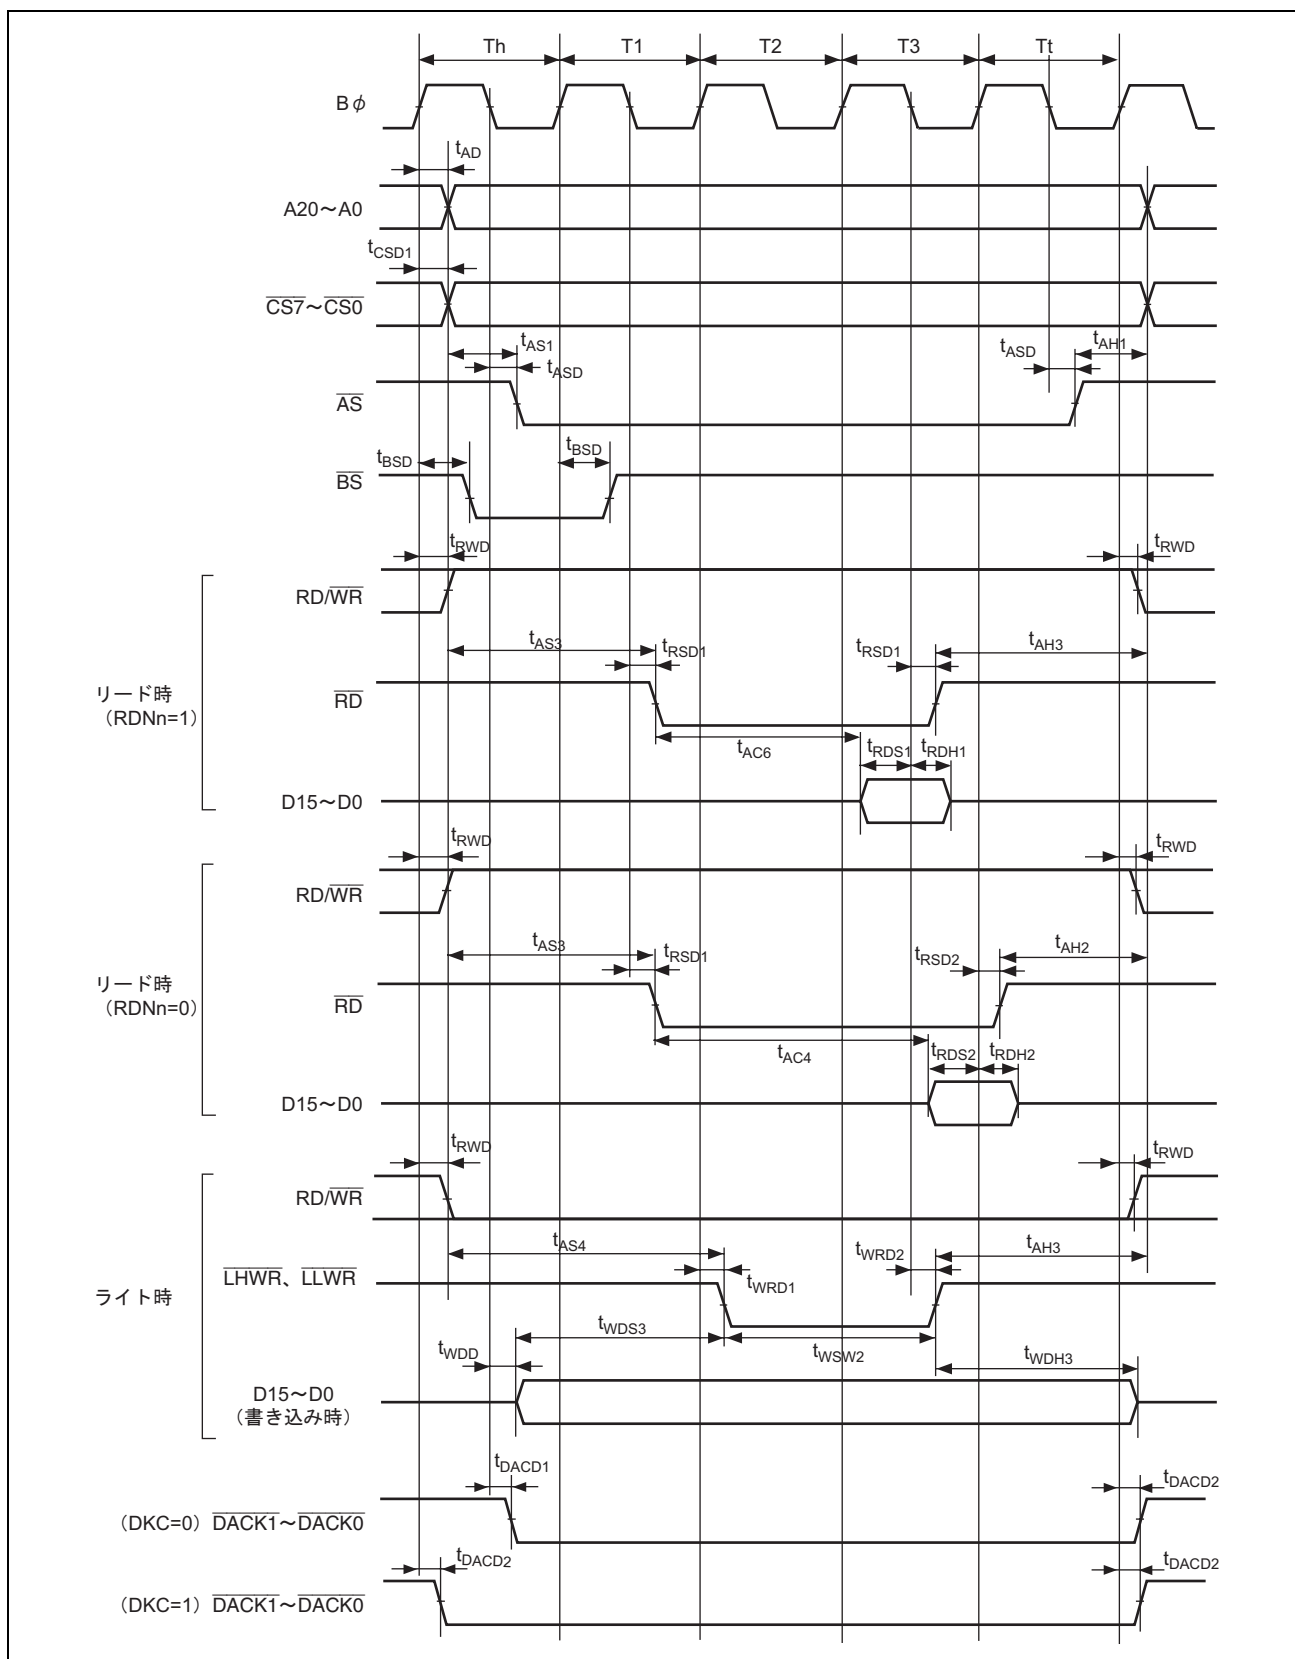 Th T1 T2 T3 Tt
Bφ
tAD
A20～A0
tCSD1
CS7～CS0
tAS1 tASD tASD tAH1
AS
tBSD tBSD
BS
tRWD tRWD
RD/WR
tAS3 tRSD1 tRSD1 tAH3
リード時
（RDNn=1）
RD
tAC6 tRDS1 tRDH1
D15～D0
tRWD tRWD
RD/WR
tAS3 tRSD1 tRSD2 tAH2
リード時
（RDNn=0）
RD
tAC4 tRDS2 tRDH2
D15～D0
tRWD tRWD
RD/WR
tAS4 tWRD2 tAH3
LHWR、LLWR
tWRD1
ライト時
tWDS3
tWDD tWSW2 tWDH3
D15～D0
（書き込み時）
tDACD1 tDACD2
（DKC=0）DACK1～DACK0
tDACD2 tDACD2
（DKC=1）DACK1～DACK0